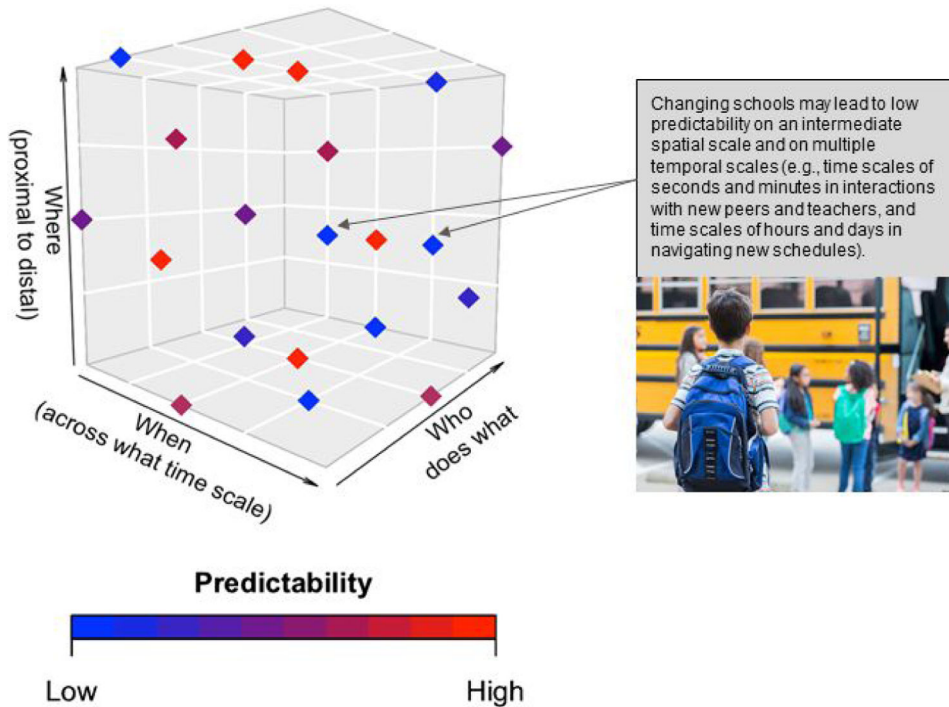 Where
(proximal to distal)
When
(across what time scale)
Who
does what
Changing schools may lead to low
predictability on an intermediate
spatial scale and on multiple
temporal scales (e.g., time scales of
seconds and minutes in interactions
with new peers and teachers, and
time scales of hours and days in
navigating new schedules).
Predictability
Low
High